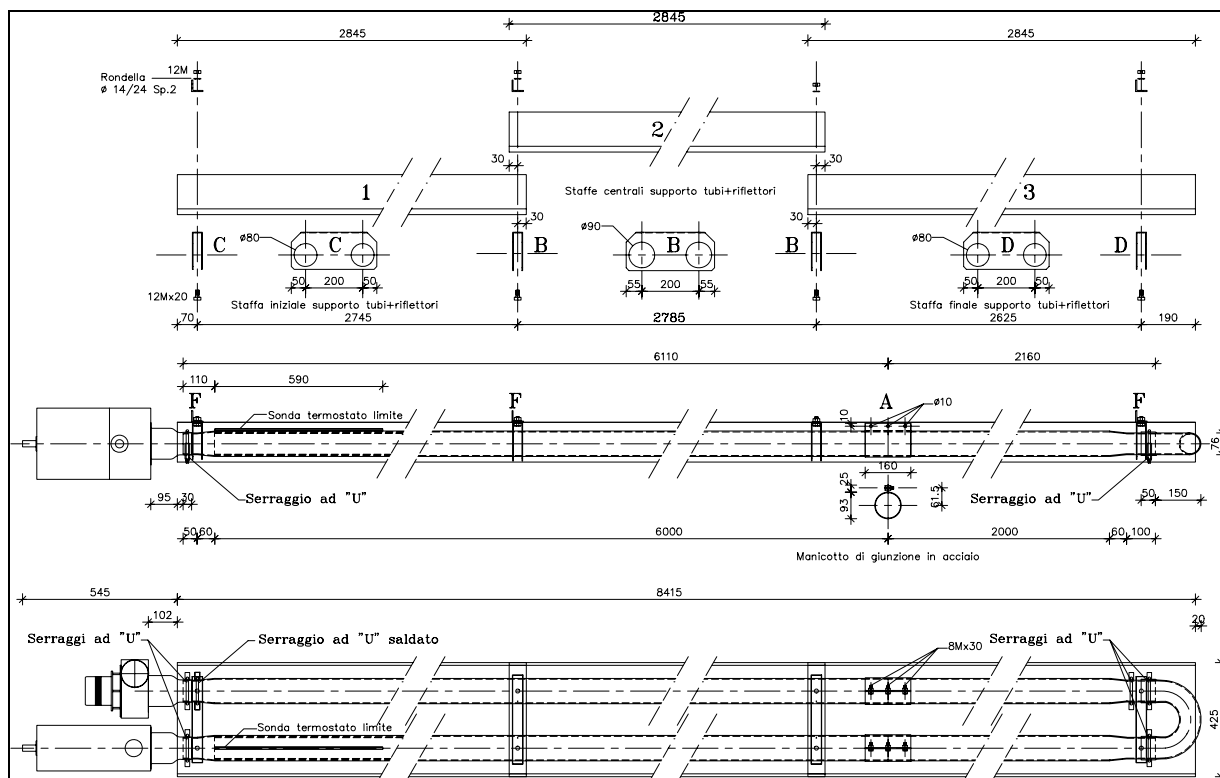 2845
2845
2845
12M
Rondella
ø 14/24 Sp.2
2
30
30
1
Staffe centrali supporto tubi+riflettori
3
30
30
ø80
C
C
B
ø90
B
B
ø80
D
D
50
200
50
55
200
55
50
200
50
12Mx20
Staffa iniziale supporto tubi+riflettori
Staffa finale supporto tubi+riflettori
70
2745
2785
2625
190
6110
2160
110
590
F
F
A
F
Sonda termostato limite
10
ø10
76
Serraggio ad "U"
160
Serraggio ad "U"
95
30
25
93
61.5
50
150
50
60
6000
2000
60
100
Manicotto di giunzione in acciaio
545
8415
102
20
Serraggi ad "U"
Serraggio ad "U" saldato
8Mx30
Serraggi ad "U"
Sonda termostato limite
425